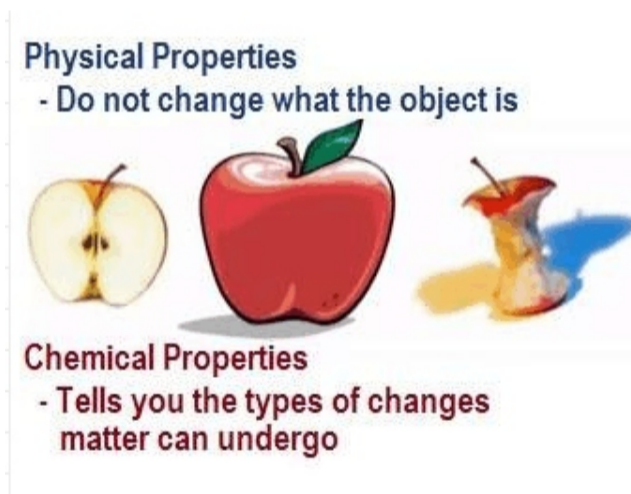 Physical Properties
- Do not change what the object is
Chemical Properties
- Tells you the types of changes
matter can undergo